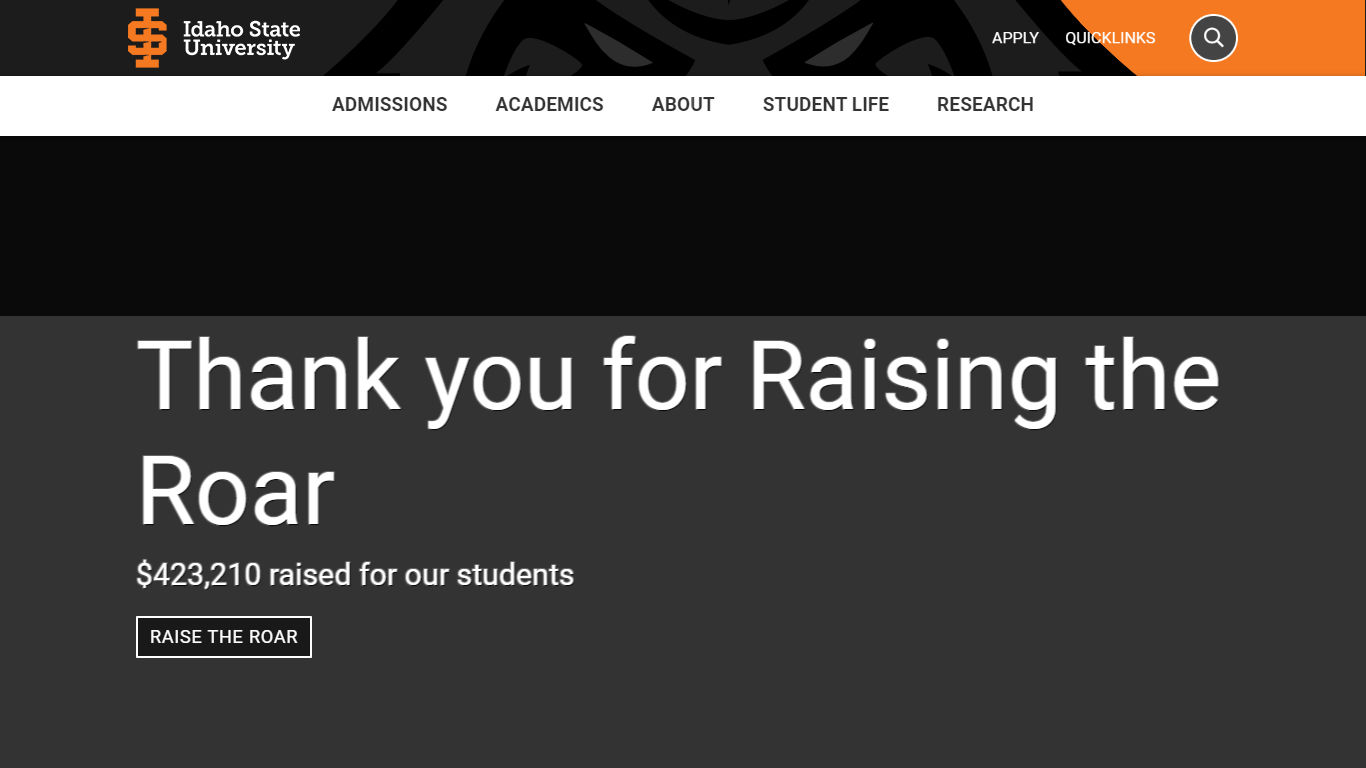 Idaho State
University
APPLY
QUICKLINKS
ADMISSIONS
ACADEMICS
ABOUT
STUDENT LIFE
RESEARCH
Thank you for Raising the
Roar
$423,210 raised for our students
RAISE THE ROAR